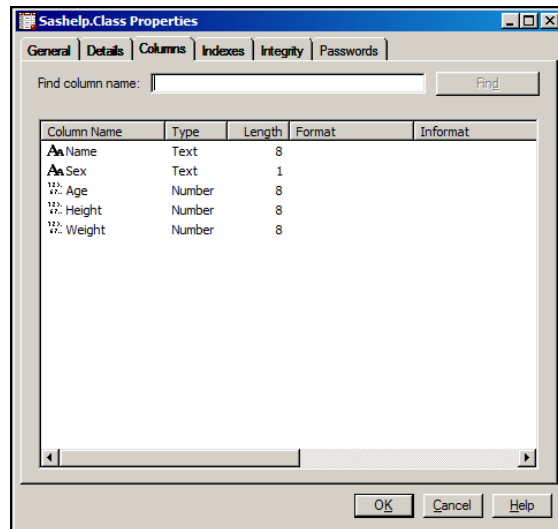 Sashelp.Class Properties
General Details Columns Indexes Integrity Passwords
Find column name: Find
Column Name Type Length Format Informat
Name Text 8
Sex Text 1
Age Number 8
Height Number 8
Weight Number 8
OK Cancel Help